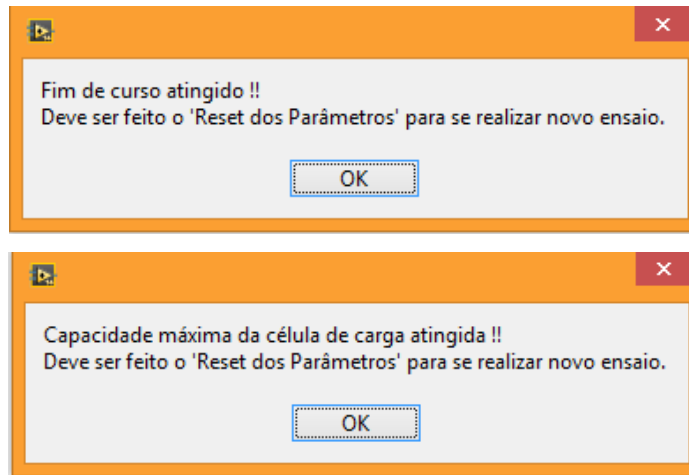 Fim de curso atingido !!
Deve ser feito o 'Reset dos Parâmetros' para se realizar novo ensaio.
OK
Capacidade máxima da célula de carga atingida !!
Deve ser feito o 'Reset dos Parâmetros' para se realizar novo ensaio.
OK